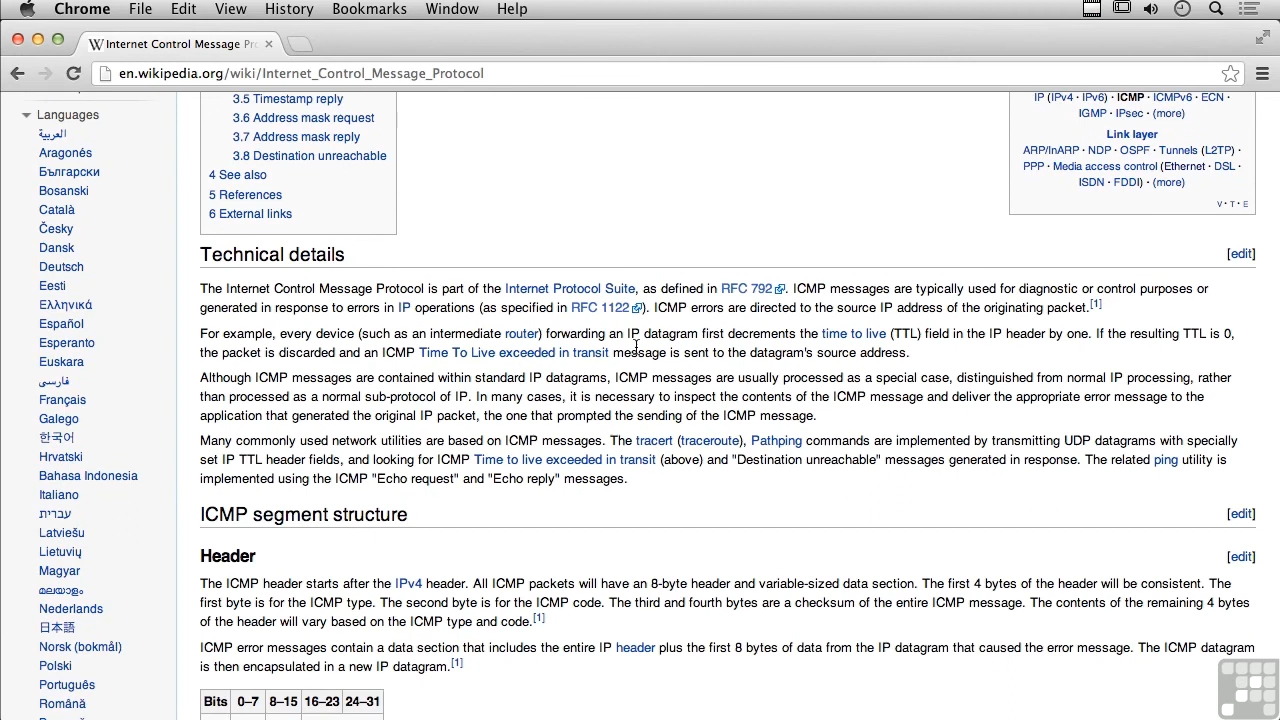 Chrome File Edit View History Bookmarks Window Help
Internet Control Message Pr
en.wikipedia.org/wiki/Internet_Control_Message_Protocol
Languages
العربية
Aragonés
Български
Bosanski
Català
Česky
Dansk
Deutsch
Eesti
Ελληνικά
Español
Esperanto
Euskara
فارسی
Français
Galego
한국어
Hrvatski
Bahasa Indonesia
Italiano
עברית
Latviešu
Lietuvių
Magyar
മലയാളം
Nederlands
日本語
Norsk (bokmål)
Polski
Português
Română
3.5 Timestamp reply
3.6 Address mask request
3.7 Address mask reply
3.8 Destination unreachable
4 See also
5 References
6 External links
IP (IPv4 · IPv6) · ICMP · ICMPv6 · ECN ·
IGMP · IPsec · (more)
Link layer
ARP/InARP · NDP · OSPF · Tunnels (L2TP) ·
PPP · Media access control (Ethernet · DSL ·
ISDN · FDDI) · (more)
V · T · E
Technical details [edit]
The Internet Control Message Protocol is part of the Internet Protocol Suite, as defined in RFC 792. ICMP messages are typically used for diagnostic or control purposes or
generated in response to errors in IP operations (as specified in RFC 1122). ICMP errors are directed to the source IP address of the originating packet.[1]
For example, every device (such as an intermediate router) forwarding an IP datagram first decrements the time to live (TTL) field in the IP header by one. If the resulting TTL is 0,
the packet is discarded and an ICMP Time To Live exceeded in transit message is sent to the datagram's source address.
Although ICMP messages are contained within standard IP datagrams, ICMP messages are usually processed as a special case, distinguished from normal IP processing, rather
than processed as a normal sub-protocol of IP. In many cases, it is necessary to inspect the contents of the ICMP message and deliver the appropriate error message to the
application that generated the original IP packet, the one that prompted the sending of the ICMP message.
Many commonly used network utilities are based on ICMP messages. The tracert (traceroute), Pathping commands are implemented by transmitting UDP datagrams with specially
set IP TTL header fields, and looking for ICMP Time to live exceeded in transit (above) and "Destination unreachable" messages generated in response. The related ping utility is
implemented using the ICMP "Echo request" and "Echo reply" messages.
ICMP segment structure [edit]
Header [edit]
The ICMP header starts after the IPv4 header. All ICMP packets will have an 8-byte header and variable-sized data section. The first 4 bytes of the header will be consistent. The
first byte is for the ICMP type. The second byte is for the ICMP code. The third and fourth bytes are a checksum of the entire ICMP message. The contents of the remaining 4 bytes
of the header will vary based on the ICMP type and code.[1]
ICMP error messages contain a data section that includes the entire IP header plus the first 8 bytes of data from the IP datagram that caused the error message. The ICMP datagram
is then encapsulated in a new IP datagram.[1]
Bits 0–7 8–15 16–23 24–31